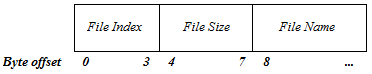 File Index File Size File Name
Byte offset 0 3 4 7 8 ...